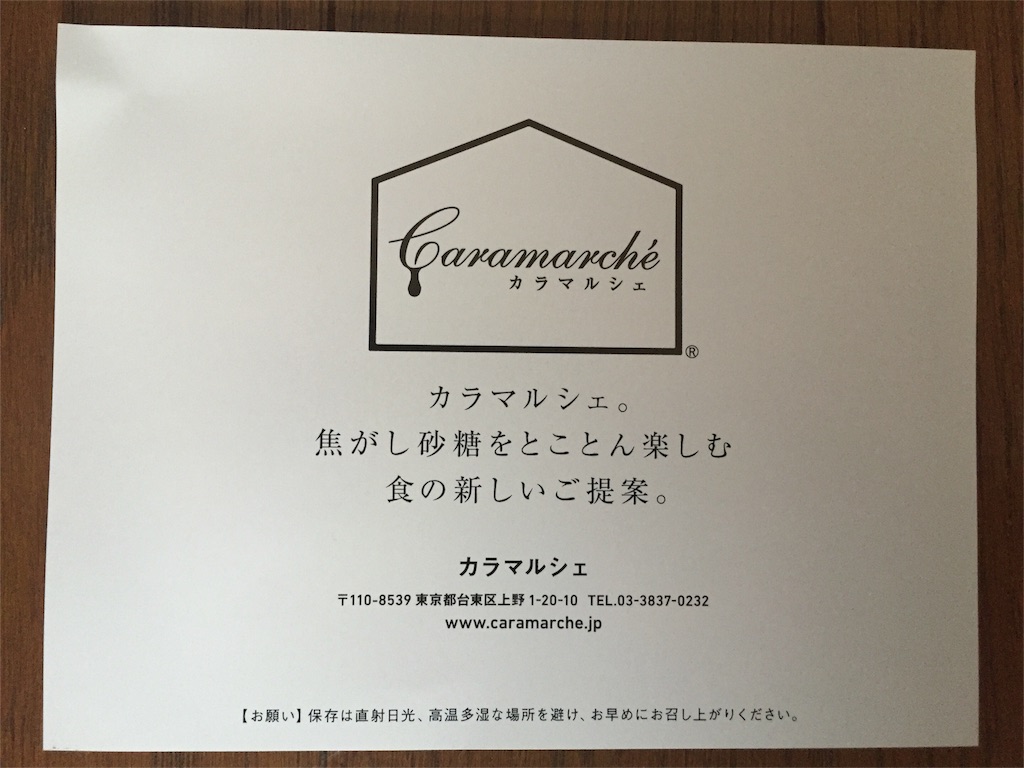 Caramarché
カラマルシェ
®
カラマルシェ。
焦がし砂糖をとことん楽しむ
食の新しいご提案。
カラマルシェ
〒110-8539 東京都台東区上野 1-20-10 TEL.03-3837-0232
www.caramarche.jp
【お願い】保存は直射日光、高温多湿な場所を避け、お早めにお召し上がりください。